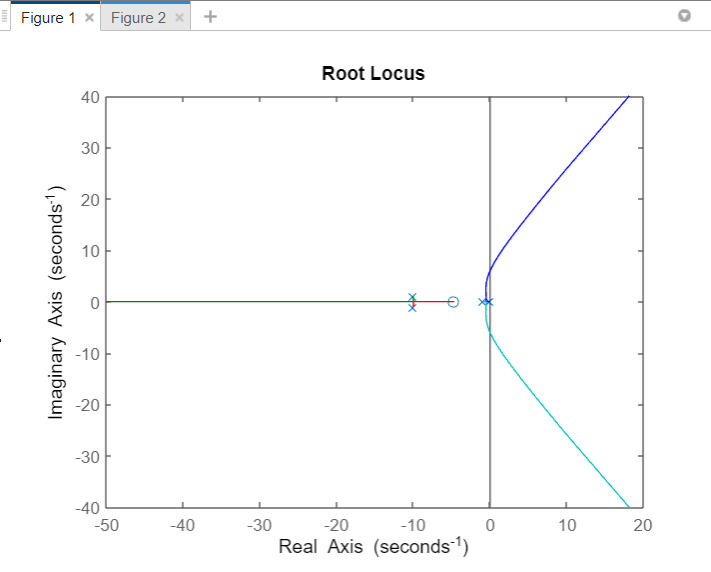 Figure 1 × Figure 2 × +
Root Locus
40
30
20
10
0
-10
-20
-30
-40
Imaginary Axis (seconds⁻¹)
-50 -40 -30 -20 -10 0 10 20
Real Axis (seconds⁻¹)